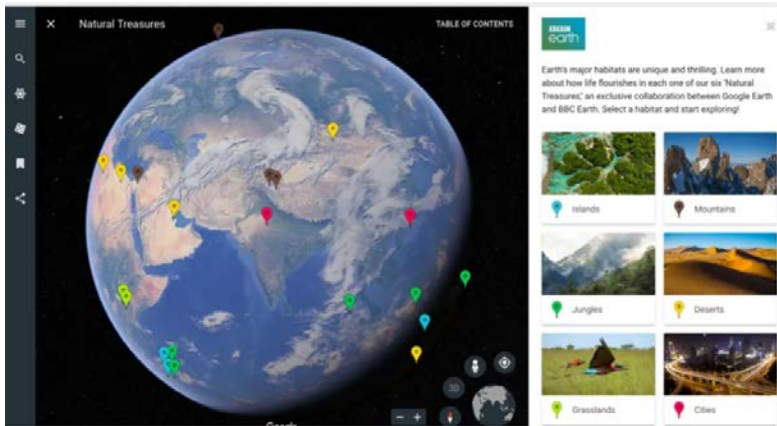 Natural Treasures
TABLE OF CONTENTS
3D
BBC
earth
Earth's major habitats are unique and thrilling. Learn more
about how life flourishes in each one of our six 'Natural
Treasures,' an exclusive collaboration between Google Earth
and BBC Earth. Select a habitat and start exploring!
Islands
Mountains
Jungles
Deserts
Grasslands
Cities